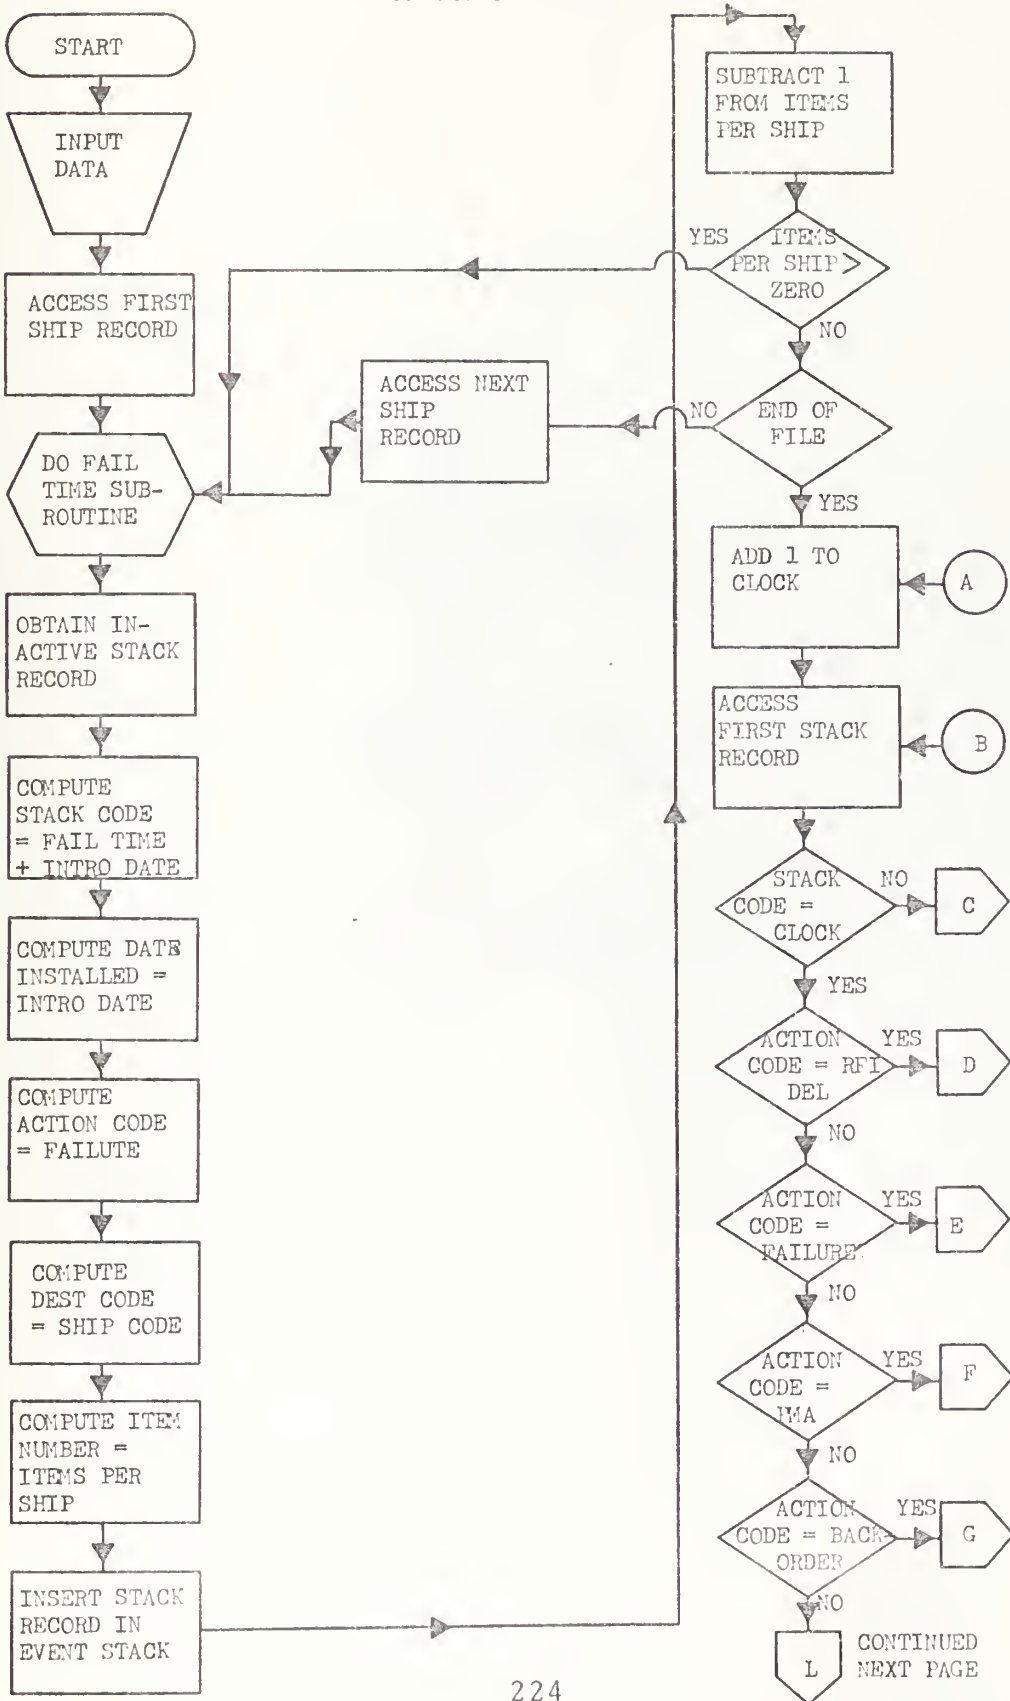 START
INPUT
DATA
ACCESS FIRST
SHIP RECORD
DO FAIL
TIME SUB-
ROUTINE
OBTAIN IN-
ACTIVE STACK
RECORD
COMPUTE
STACK CODE
= FAIL TIME
+ INTRO DATE
COMPUTE DATE
INSTALLED =
INTRO DATE
COMPUTE
ACTION CODE
= FAILUTE
COMPUTE
DEST CODE
= SHIP CODE
COMPUTE ITEM
NUMBER =
ITEMS PER
SHIP
INSERT STACK
RECORD IN
EVENT STACK
ACCESS NEXT
SHIP
RECORD
SUBTRACT 1
FROM ITEMS
PER SHIP
YES
ITEMS
PER SHIP >
ZERO
NO
NO
END OF
FILE
YES
ADD 1 TO
CLOCK
A
ACCESS
FIRST STACK
RECORD
B
STACK
CODE =
CLOCK
NO
C
YES
ACTION
CODE = RFI
DEL
YES
D
NO
ACTION
CODE =
FAILURE
YES
E
NO
ACTION
CODE =
YES
F
NO
ACTION
CODE = BACK-
ORDER
YES
G
NO
L
CONTINUED
NEXT PAGE
224